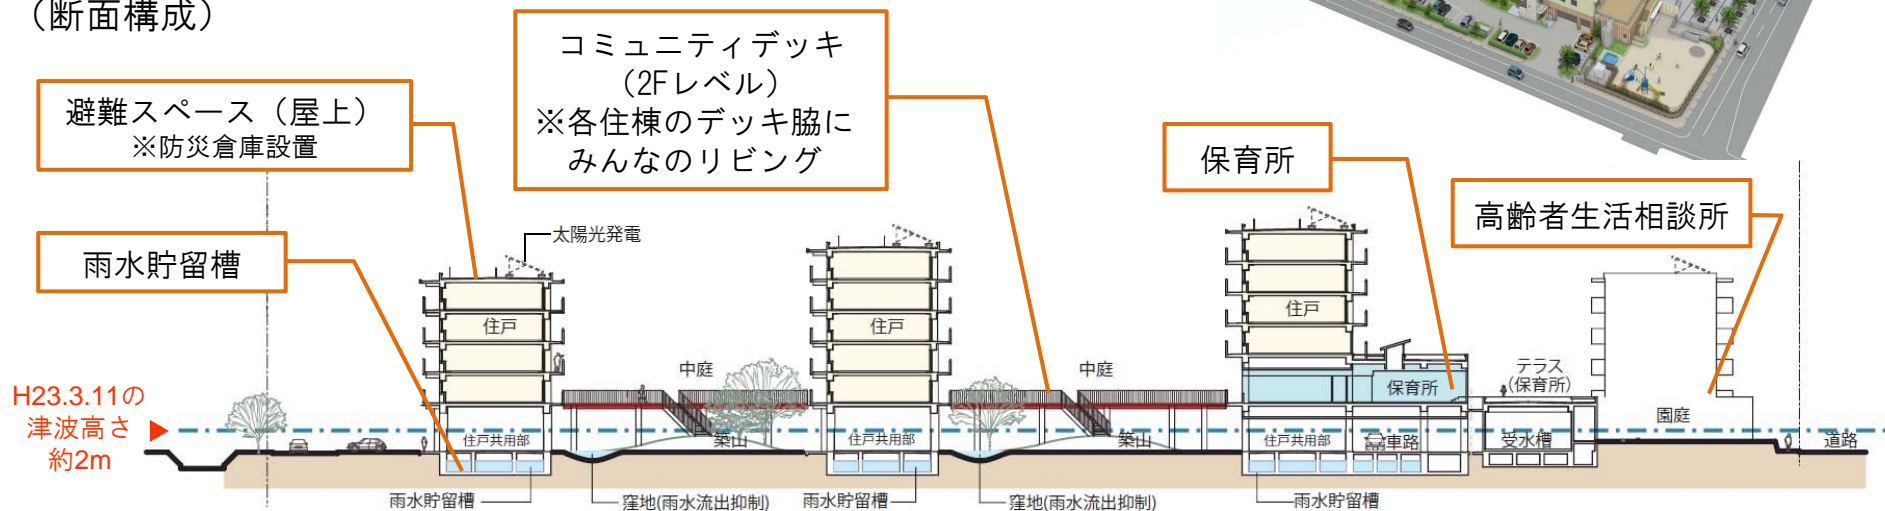 （断面構成）
コミュニティデッキ
（2Fレベル）
※各住棟のデッキ脇に
みんなのリビング
避難スペース（屋上）
※防災倉庫設置
保育所
高齢者生活相談所
雨水貯留槽
太陽光発電
住戸
住戸
住戸
中庭
中庭
保育所
テラス
（保育所）
園庭
H23.3.11の
津波高さ
約2m
住戸共用部
築山
住戸共用部
築山
住戸共用部
車路
受水槽
道路
雨水貯留槽
窪地(雨水流出抑制)
雨水貯留槽
窪地(雨水流出抑制)
雨水貯留槽